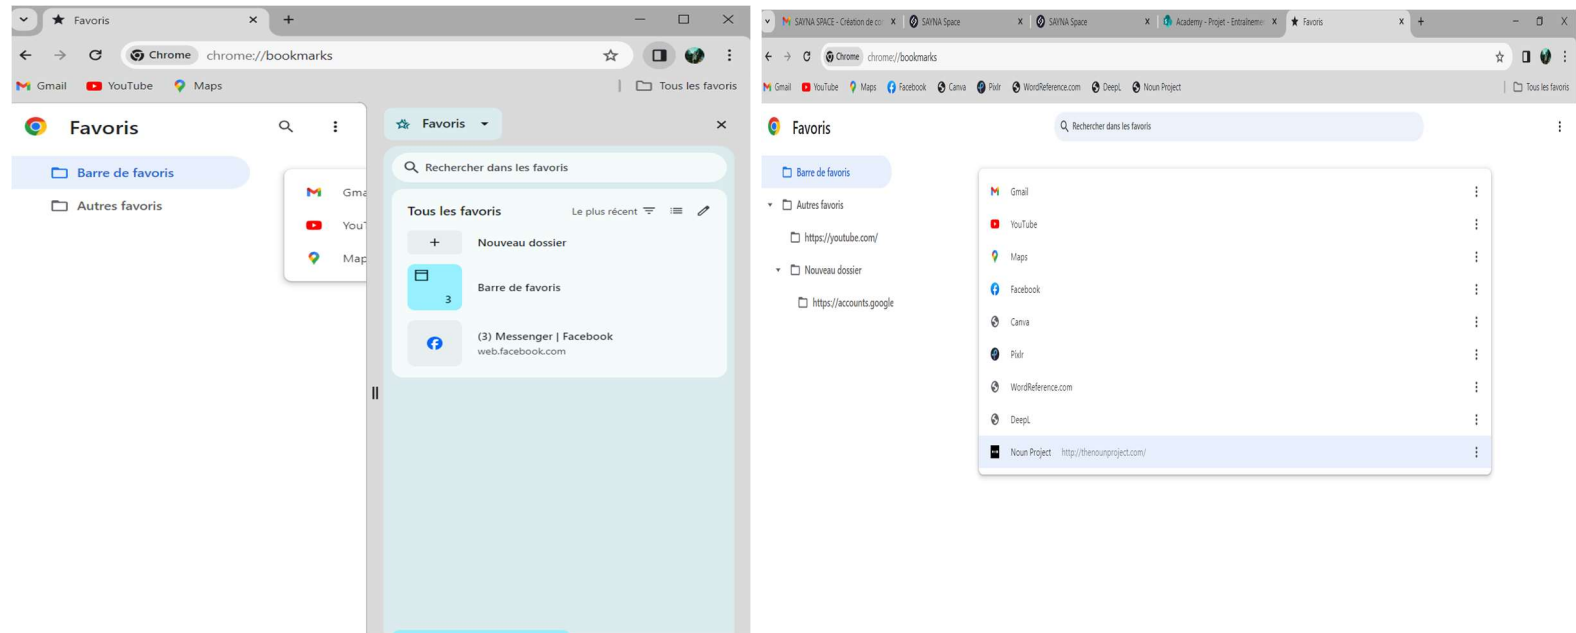 Favoris
Chrome chrome://bookmarks
Gmail YouTube Maps Tous les favoris
Favoris
Barre de favoris
Autres favoris
Gma
YouT
Map
Favoris
Rechercher dans les favoris
Tous les favoris Le plus récent
Nouveau dossier
3 Barre de favoris
(3) Messenger | Facebook
web.facebook.com
SAYNA SPACE - Création de co SAYNA Space SAYNA Space Academy - Projet - Entraînemer Favoris
Chrome chrome://bookmarks
Gmail YouTube Maps Facebook Canva Pixlr WordReference.com DeepL Noun Project Tous les favoris
Favoris Rechercher dans les favoris
Barre de favoris
Autres favoris
https://youtube.com/
Nouveau dossier
https://accounts.google
Gmail
YouTube
Maps
Facebook
Canva
Pixlr
WordReference.com
DeepL
Noun Project http://thenounproject.com/